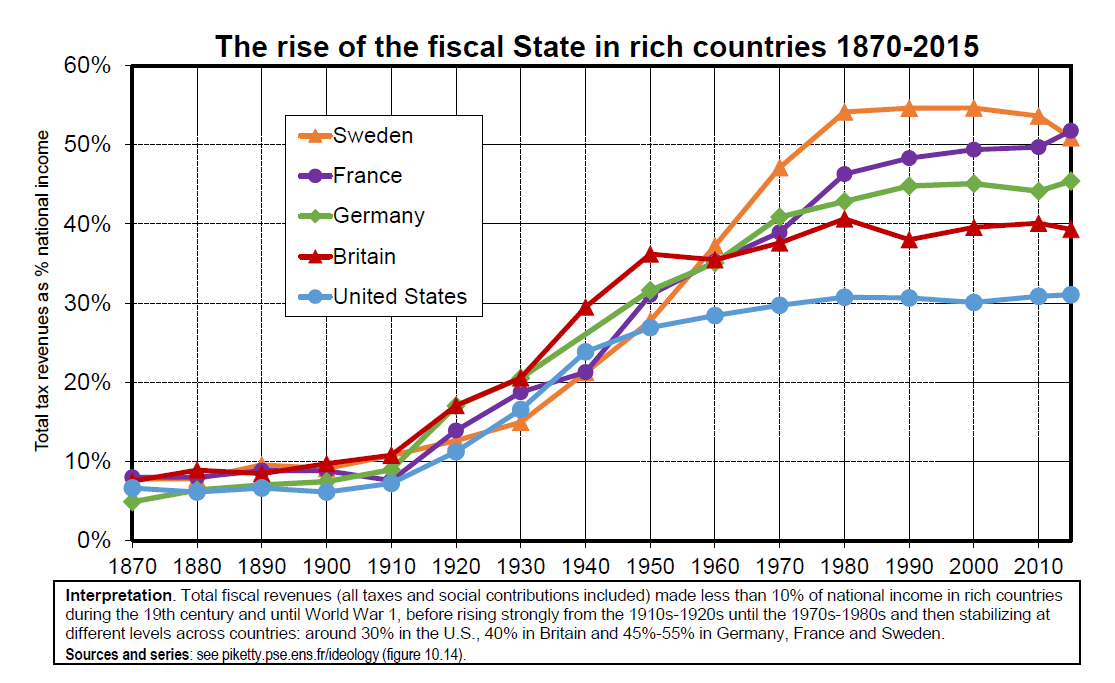 The rise of the fiscal State in rich countries 1870-2015
Total tax revenues as % national income
60%
50%
40%
30%
20%
10%
0%
Sweden
France
Germany
Britain
United States
1870 1880 1890 1900 1910 1920 1930 1940 1950 1960 1970 1980 1990 2000 2010
Interpretation. Total fiscal revenues (all taxes and social contributions included) made less than 10% of national income in rich countries
during the 19th century and until World War 1, before rising strongly from the 1910s-1920s until the 1970s-1980s and then stabilizing at
different levels across countries: around 30% in the U.S., 40% in Britain and 45%-55% in Germany, France and Sweden.
Sources and series: see piketty.pse.ens.fr/ideology (figure 10.14).